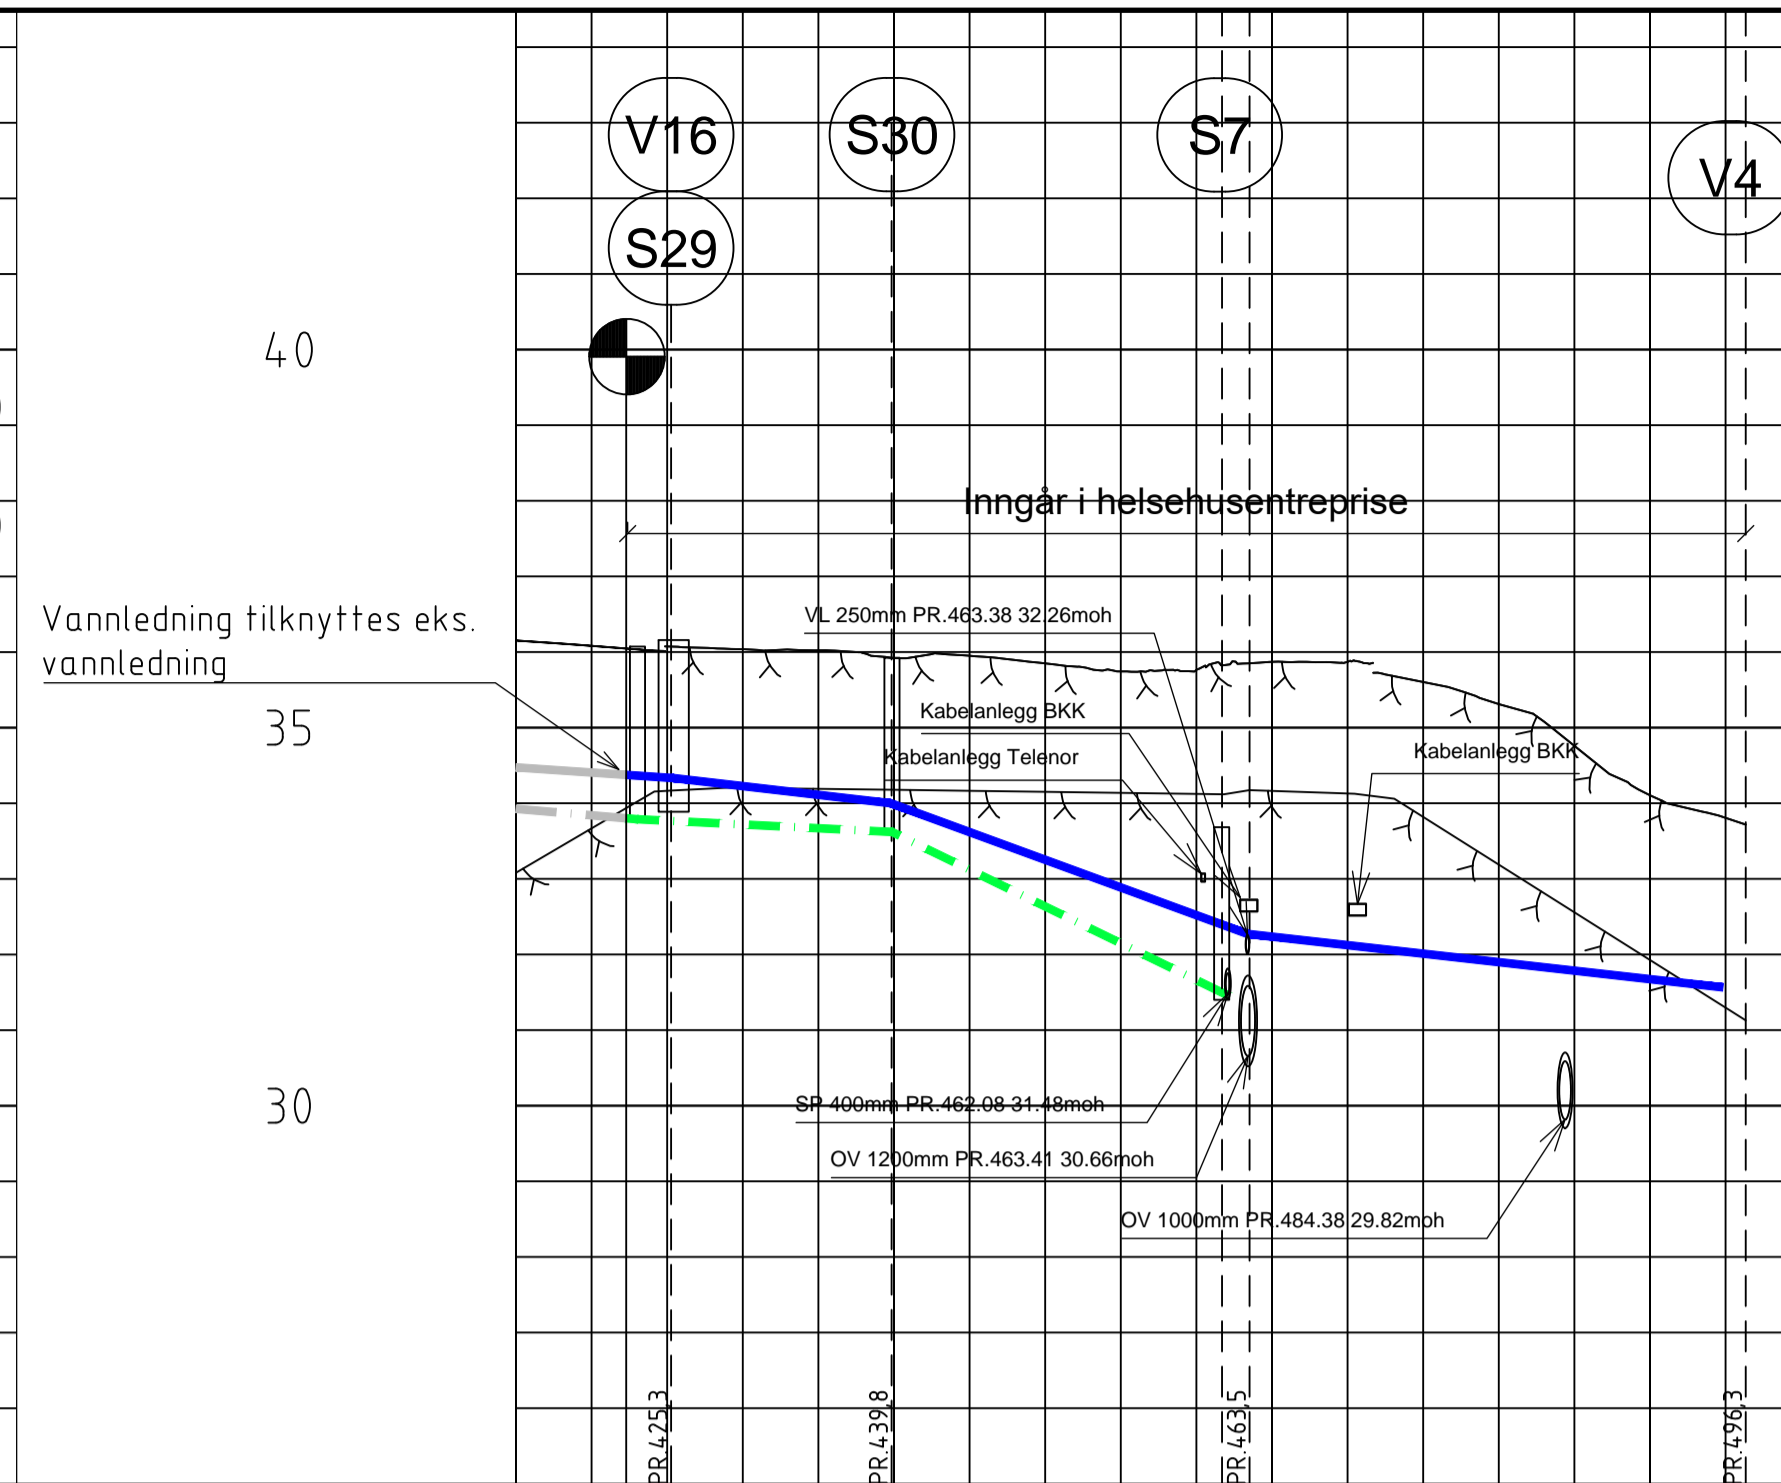 V16
S30
S7
V4
S29
40
Inngår i helsehusentreprise
Vannledning tilknyttes eks.
vannledning
VL 250mm PR.463.38 32.26moh
35
Kabelanlegg BKK
Kabelanlegg Telenor
Kabelanlegg BKK
30
SP 400mm PR.462.08 31.48moh
OV 1200mm PR.463.41 30.66moh
OV 1000mm PR.484.38 29.82moh
PR.425,3
PR.439,8
PR.463,5
PR.496,3